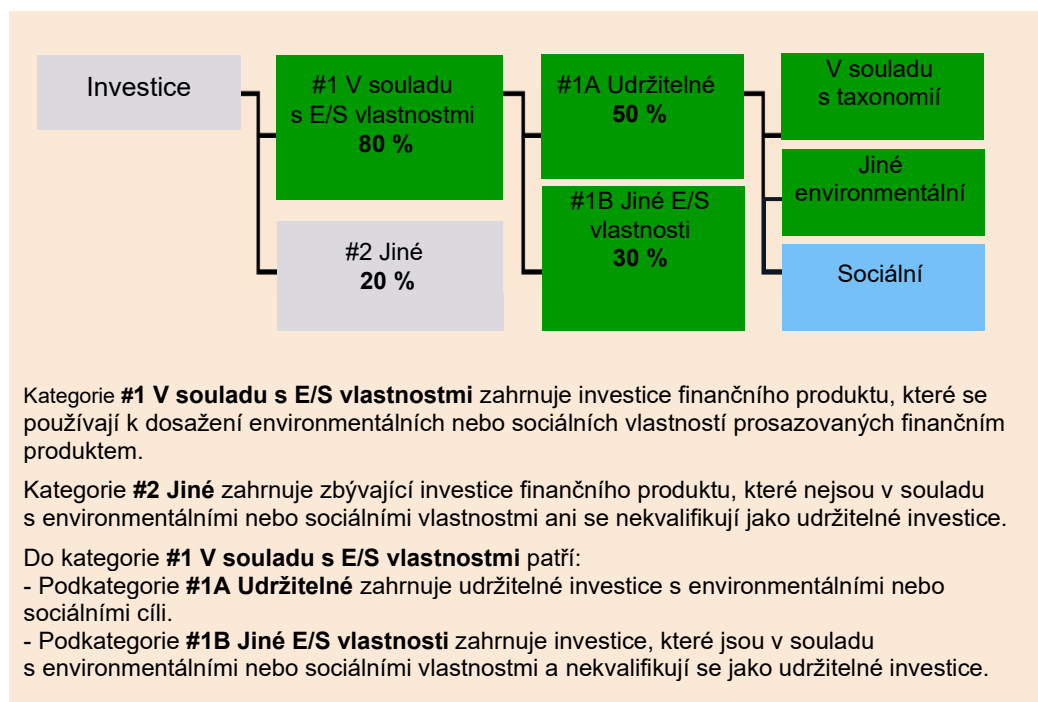 Investice
#1 V souladu
s E/S vlastnostmi
80 %
#2 Jiné
20 %
#1A Udržitelné
50 %
#1B Jiné E/S
vlastnosti
30 %
V souladu
s taxonomií
Jiné
environmentální
Sociální
Kategorie #1 V souladu s E/S vlastnostmi zahrnuje investice finančního produktu, které se
používají k dosažení environmentálních nebo sociálních vlastností prosazovaných finančním
produktem.
Kategorie #2 Jiné zahrnuje zbývající investice finančního produktu, které nejsou v souladu
s environmentálními nebo sociálními vlastnostmi ani se nekvalifikují jako udržitelné investice.
Do kategorie #1 V souladu s E/S vlastnostmi patří:
- Podkategorie #1A Udržitelné zahrnuje udržitelné investice s environmentálními nebo
sociálními cíli.
- Podkategorie #1B Jiné E/S vlastnosti zahrnuje investice, které jsou v souladu
s environmentálními nebo sociálními vlastnostmi a nekvalifikují se jako udržitelné investice.